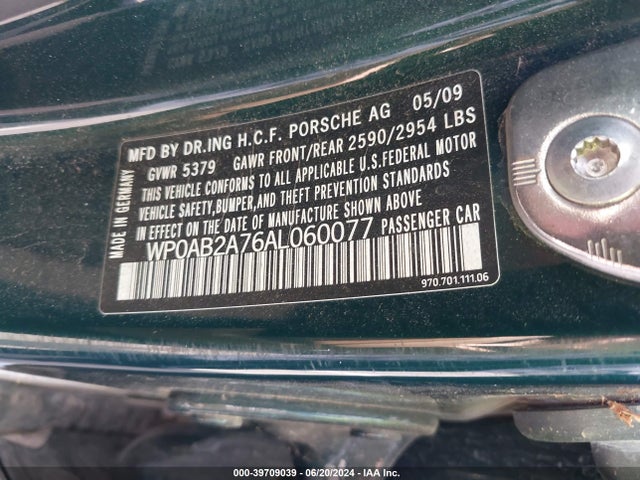 MFD BY DR.ING H.C.F. PORSCHE AG 05/09
GVWR 5379 GAWR FRONT/REAR 2590/2954 LBS
THIS VEHICLE CONFORMS TO ALL APPLICABLE U.S.FEDERAL MOTOR
VEHICLE SAFETY,BUMPER,AND THEFT PREVENTION STANDARDS
IN EFFECT ON THE DATE OF MANUFACTURE SHOWN ABOVE
WP0AB2A76AL060077 PASSENGER CAR
970.701.111.06
MADE IN GERMANY
000-39709039 - 06/20/2024 - IAA Inc.